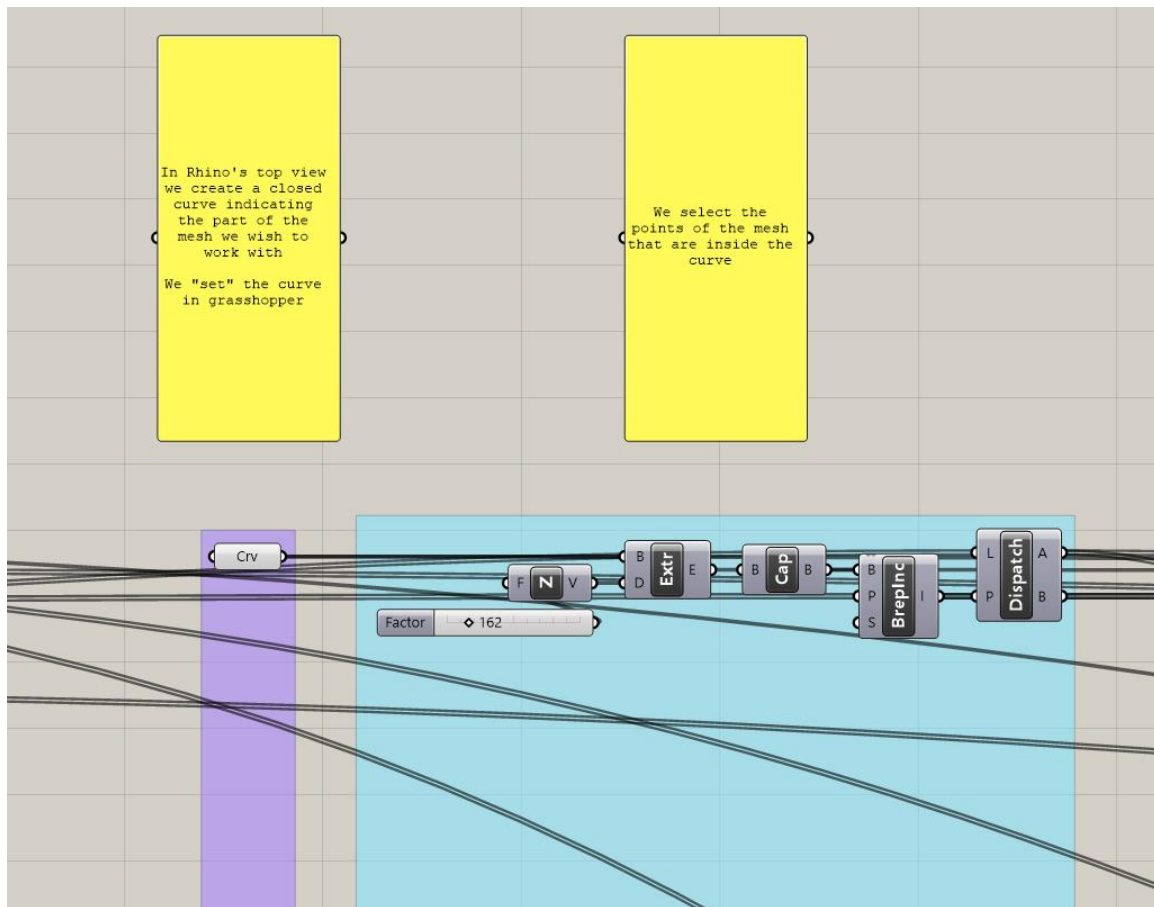 In Rhino's top view
we create a closed
curve indicating
the part of the
mesh we wish to
work with
We "set" the curve
in grasshopper
We select the
points of the mesh
that are inside the
curve
Crv
B
D
Extr
E
F
Z
V
Factor
162
B
Cap
B
B
P
S
BrepInc
I
L
P
Dispatch
A
B